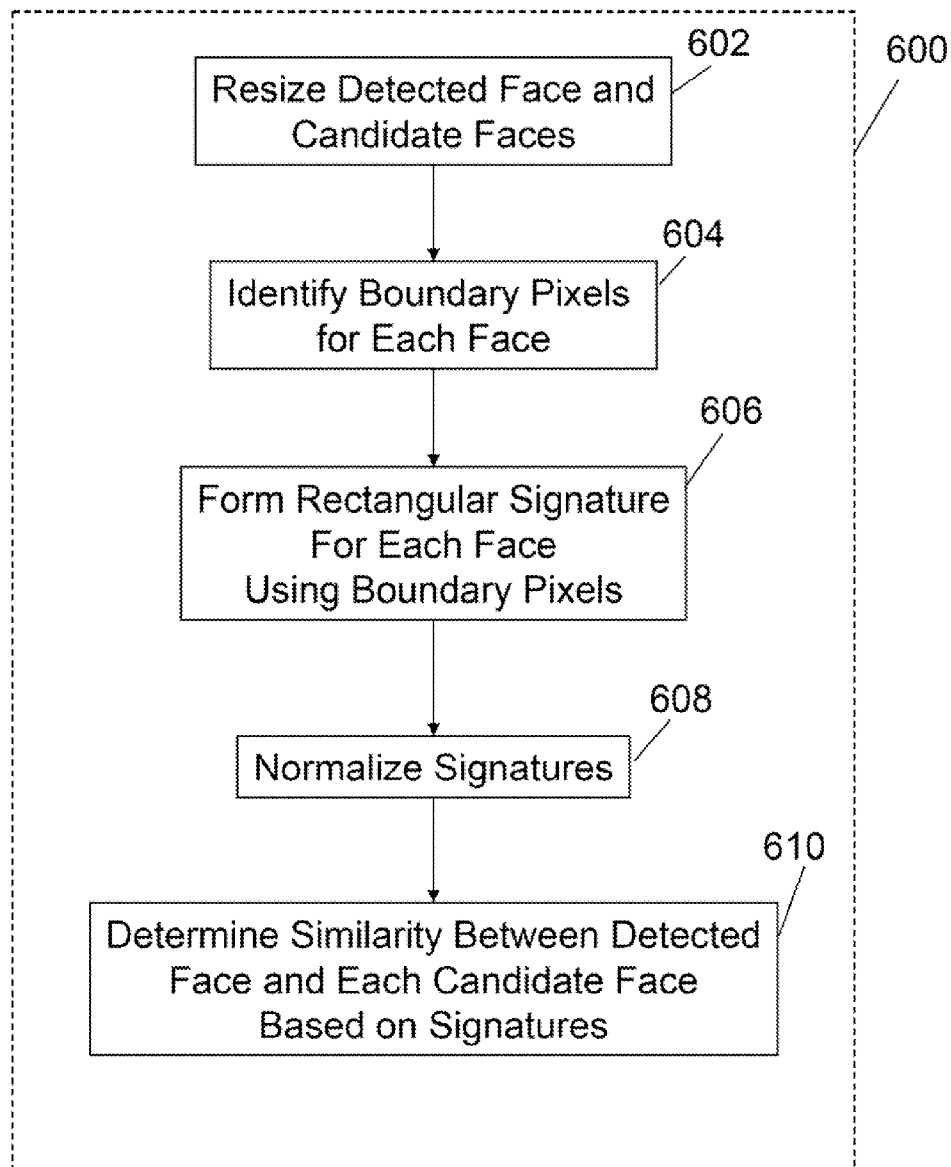 602
600
Resize Detected Face and
Candidate Faces
604
Identify Boundary Pixels
for Each Face
606
Form Rectangular Signature
For Each Face
Using Boundary Pixels
608
Normalize Signatures
610
Determine Similarity Between Detected
Face and Each Candidate Face
Based on Signatures